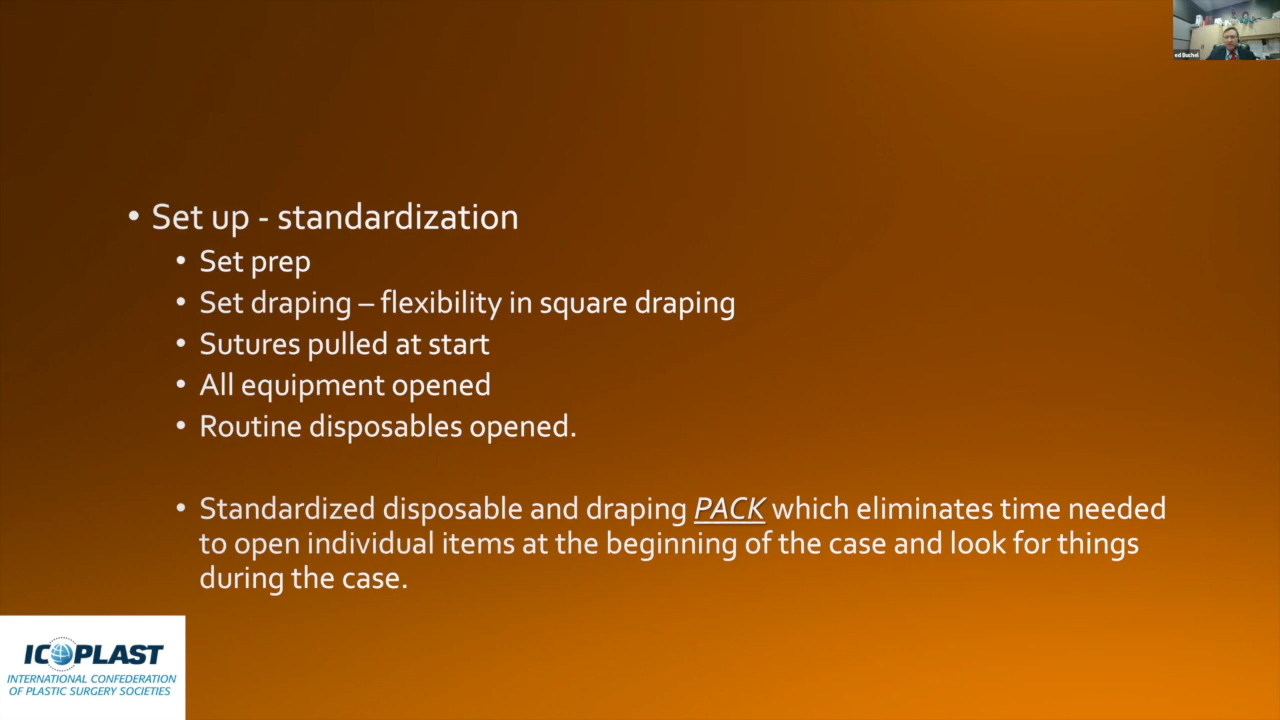 ed Buchel
• Set up - standardization
• Set prep
• Set draping – flexibility in square draping
• Sutures pulled at start
• All equipment opened
• Routine disposables opened.
• Standardized disposable and draping PACK which eliminates time needed
to open individual items at the beginning of the case and look for things
during the case.
ICOPLAST
INTERNATIONAL CONFEDERATION
OF PLASTIC SURGERY SOCIETIES